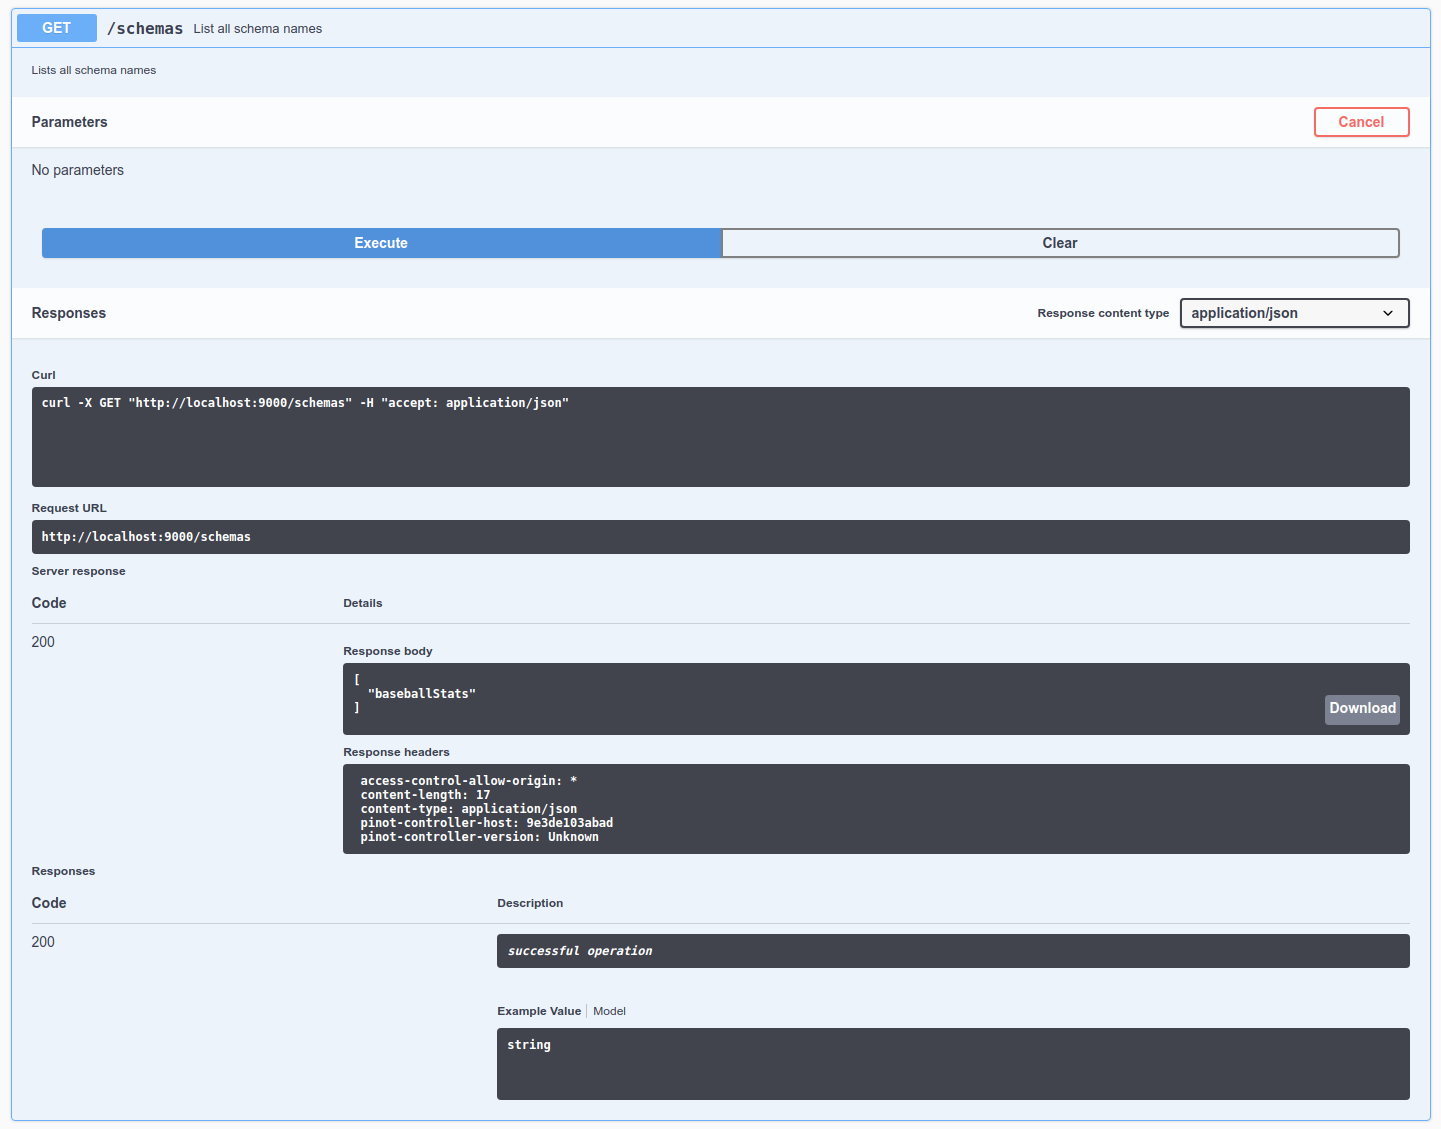 GET /schemas List all schema names
Lists all schema names
Parameters
Cancel
No parameters
Execute
Clear
Responses
Response content type
application/json
Curl
curl -X GET "http://localhost:9000/schemas" -H "accept: application/json"
Request URL
http://localhost:9000/schemas
Server response
Code
Details
200
Response body
[
"baseballStats"
]
Download
Response headers
access-control-allow-origin: *
content-length: 17
content-type: application/json
pinot-controller-host: 9e3de103abad
pinot-controller-version: Unknown
Responses
Code
Description
200
successful operation
Example Value
Model
string